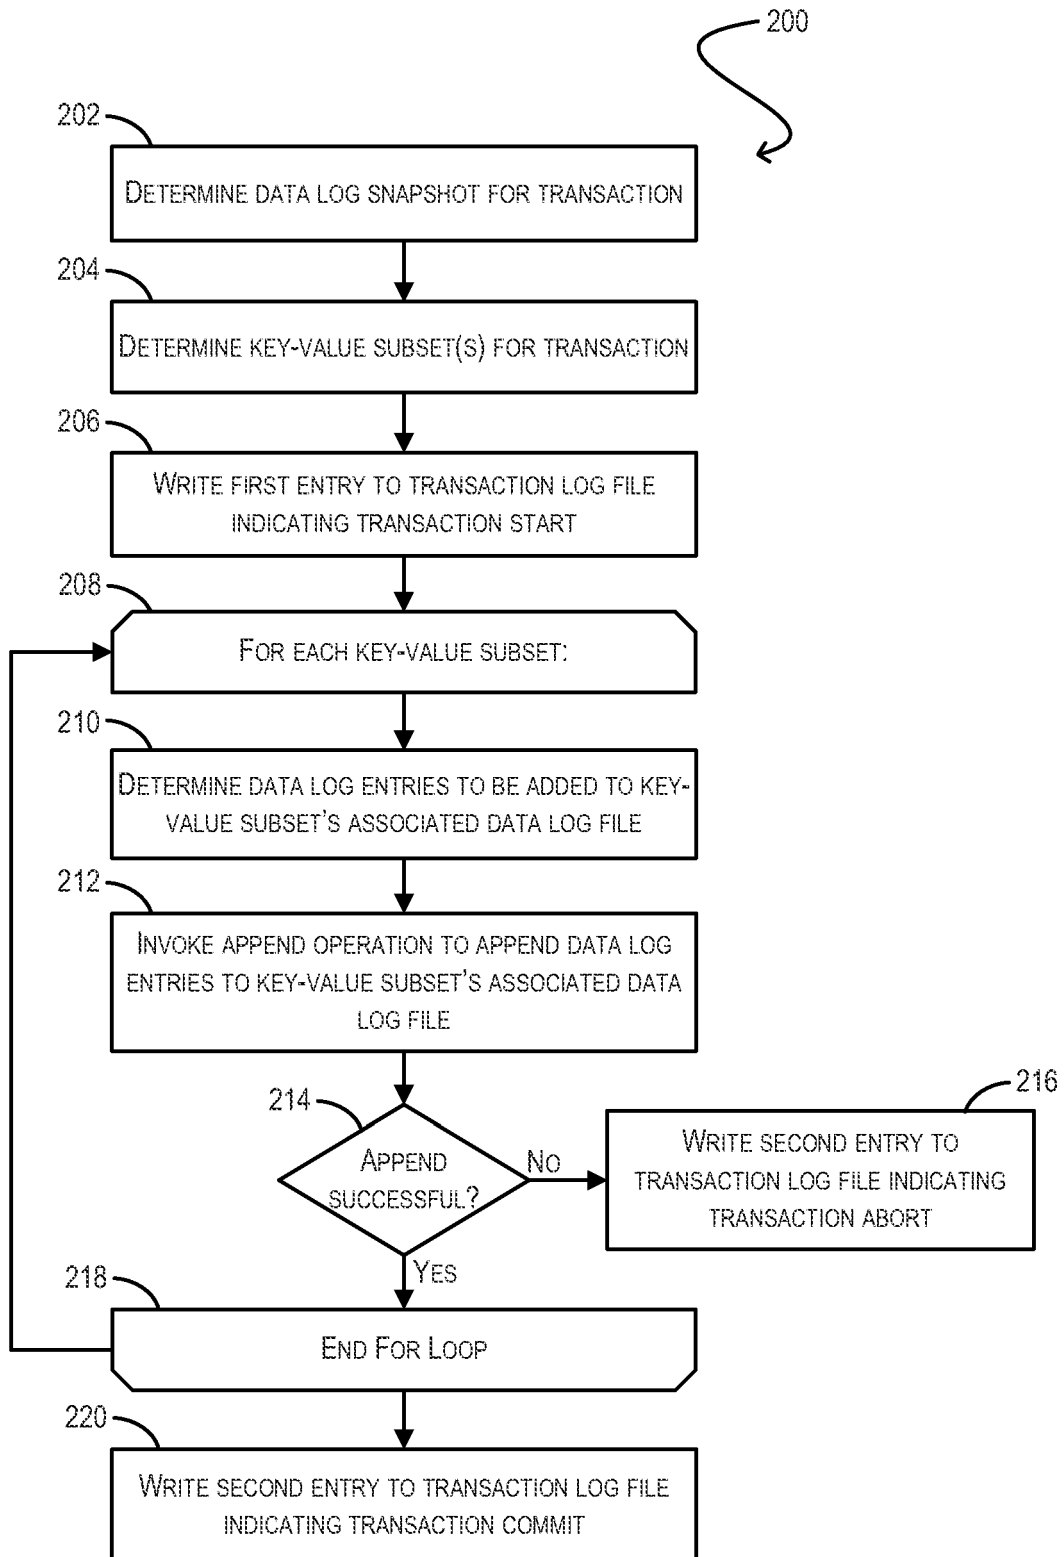 200
202
Determine data log snapshot for transaction
204
Determine key-value subset(s) for transaction
206
Write first entry to transaction log file
indicating transaction start
208
For each key-value subset:
210
Determine data log entries to be added to key-
value subset's associated data log file
212
Invoke append operation to append data log
entries to key-value subset's associated data
log file
214
Append
successful?
No
216
Write second entry to
transaction log file indicating
transaction abort
Yes
218
End For Loop
220
Write second entry to transaction log file
indicating transaction commit